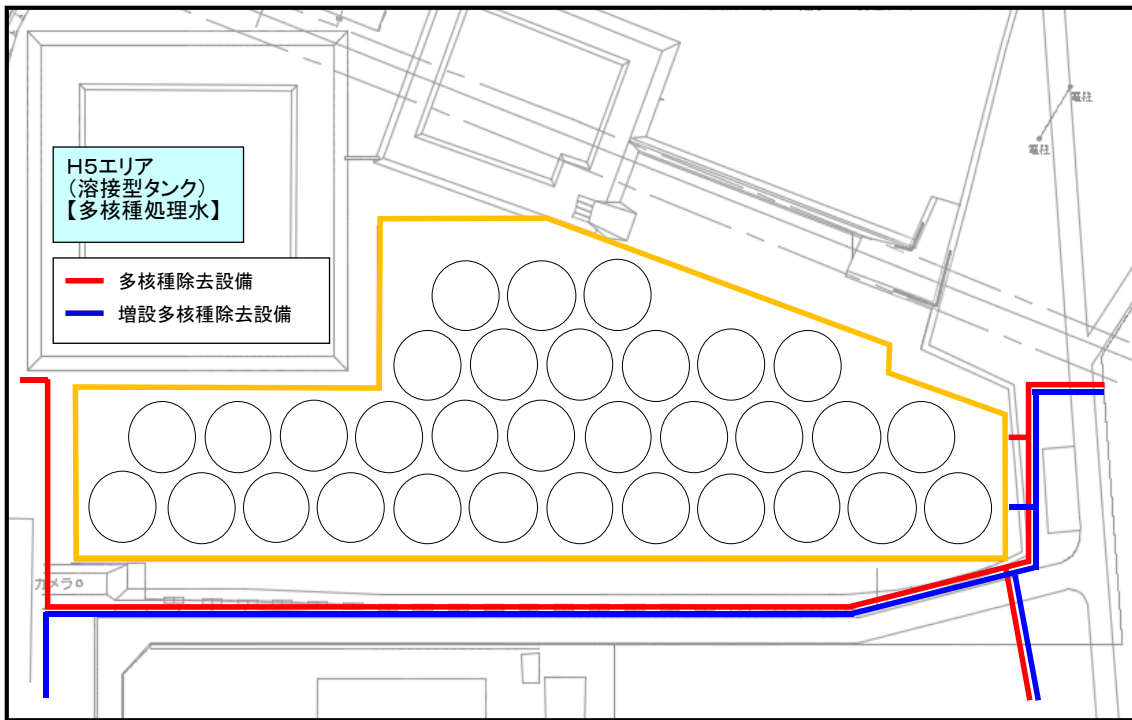 電柱
電柱
H5エリア
(溶接型タンク)
【多核種処理水】
多核種除去設備
増設多核種除去設備
カメラ